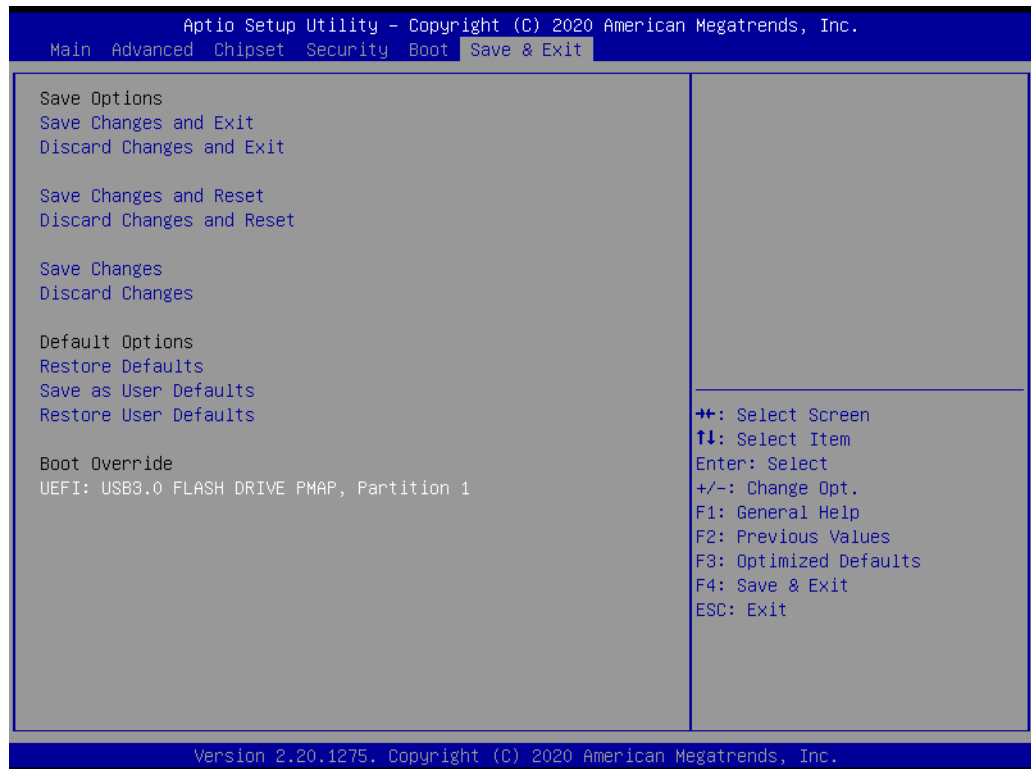 Aptio Setup Utility – Copyright (C) 2020 American Megatrends, Inc.
Main Advanced Chipset Security Boot Save & Exit
Save Options
Save Changes and Exit
Discard Changes and Exit
Save Changes and Reset
Discard Changes and Reset
Save Changes
Discard Changes
Default Options
Restore Defaults
Save as User Defaults
Restore User Defaults
Boot Override
UEFI: USB3.0 FLASH DRIVE PMAP, Partition 1
→←: Select Screen
↑↓: Select Item
Enter: Select
+/-: Change Opt.
F1: General Help
F2: Previous Values
F3: Optimized Defaults
F4: Save & Exit
ESC: Exit
Version 2.20.1275. Copyright (C) 2020 American Megatrends, Inc.